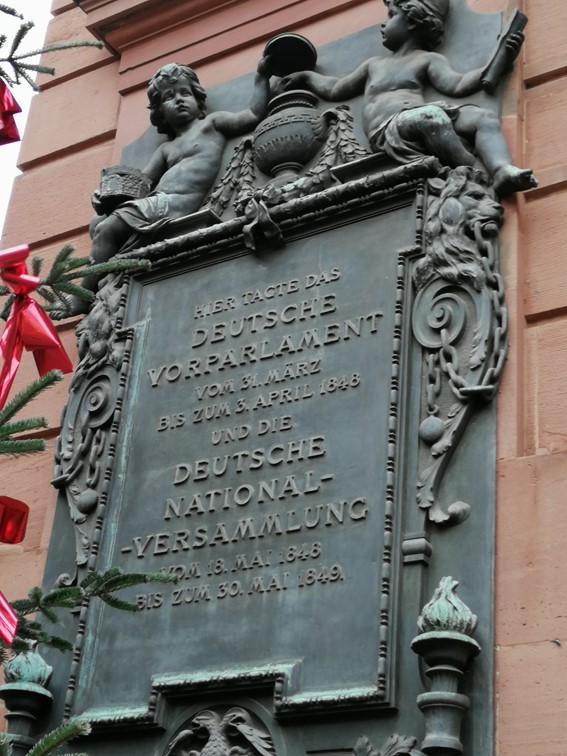 HIER TAGTE DAS
DEUTSCHE
VORPARLAMENT
VOM 31. MÄRZ
BIS ZUM 3. APRIL 1848
UND DIE
DEUTSCHE
NATIONAL-
-VERSAMMLUNG
VOM 18. MAI 1848
BIS ZUM 30. MAI 1849.